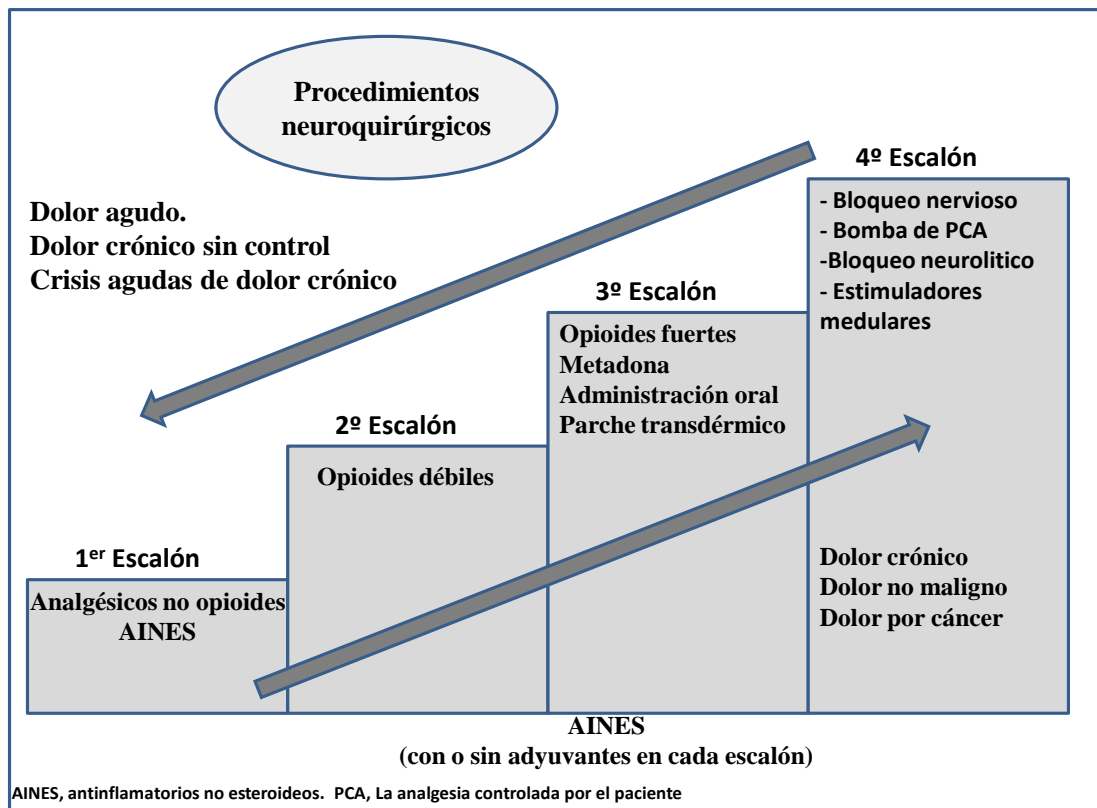 Procedimientos
neuroquirúrgicos
Dolor agudo.
Dolor crónico sin control
Crisis agudas de dolor crónico
4º Escalón
- Bloqueo nervioso
- Bomba de PCA
-Bloqueo neurolitico
- Estimuladores
medulares
3º Escalón
Opioides fuertes
Metadona
Administración oral
Parche transdérmico
2º Escalón
Opioides débiles
1er Escalón
Analgésicos no opioides
AINES
Dolor crónico
Dolor no maligno
Dolor por cáncer
AINES
(con o sin adyuvantes en cada escalón)
AINES, antinflamatorios no esteroideos. PCA, La analgesia controlada por el paciente